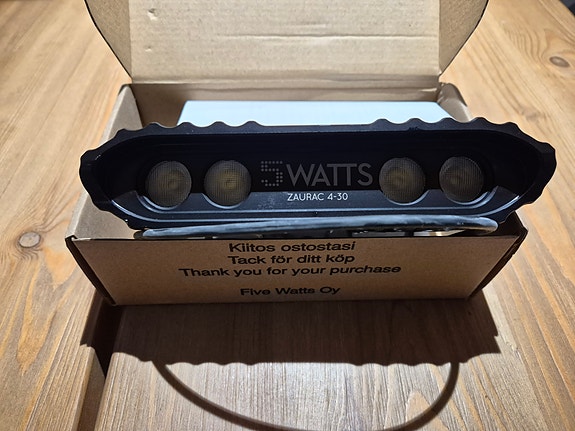 5WATTS
ZAURAC 4-30
Kiitos ostostasi
Tack för ditt köp
Thank you for your purchase
Five Watts Oy